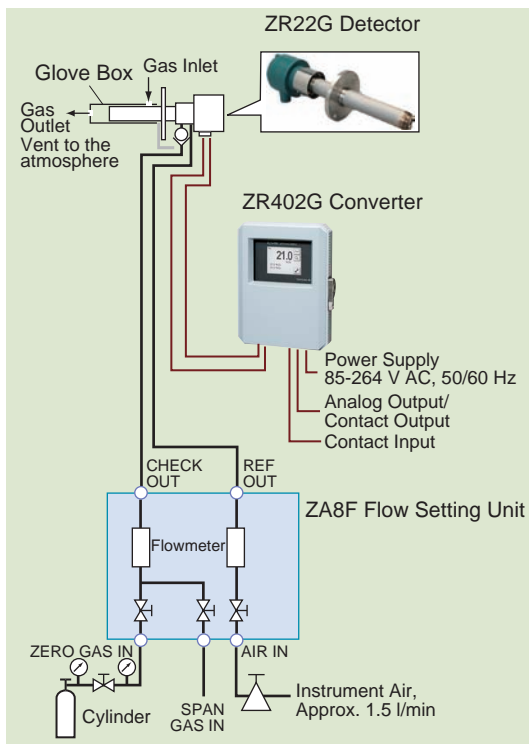 ZR22G Detector
Gas Inlet
Glove Box
Gas
Outlet
Vent to the
atmosphere
ZR402G Converter
21.0
Power Supply
85-264 V AC, 50/60 Hz
Analog Output/
Contact Output
Contact Input
CHECK
OUT
REF
OUT
ZA8F Flow Setting Unit
Flowmeter
ZERO GAS IN
AIR IN
Cylinder
SPAN
GAS IN
Instrument Air,
Approx. 1.5 l/min